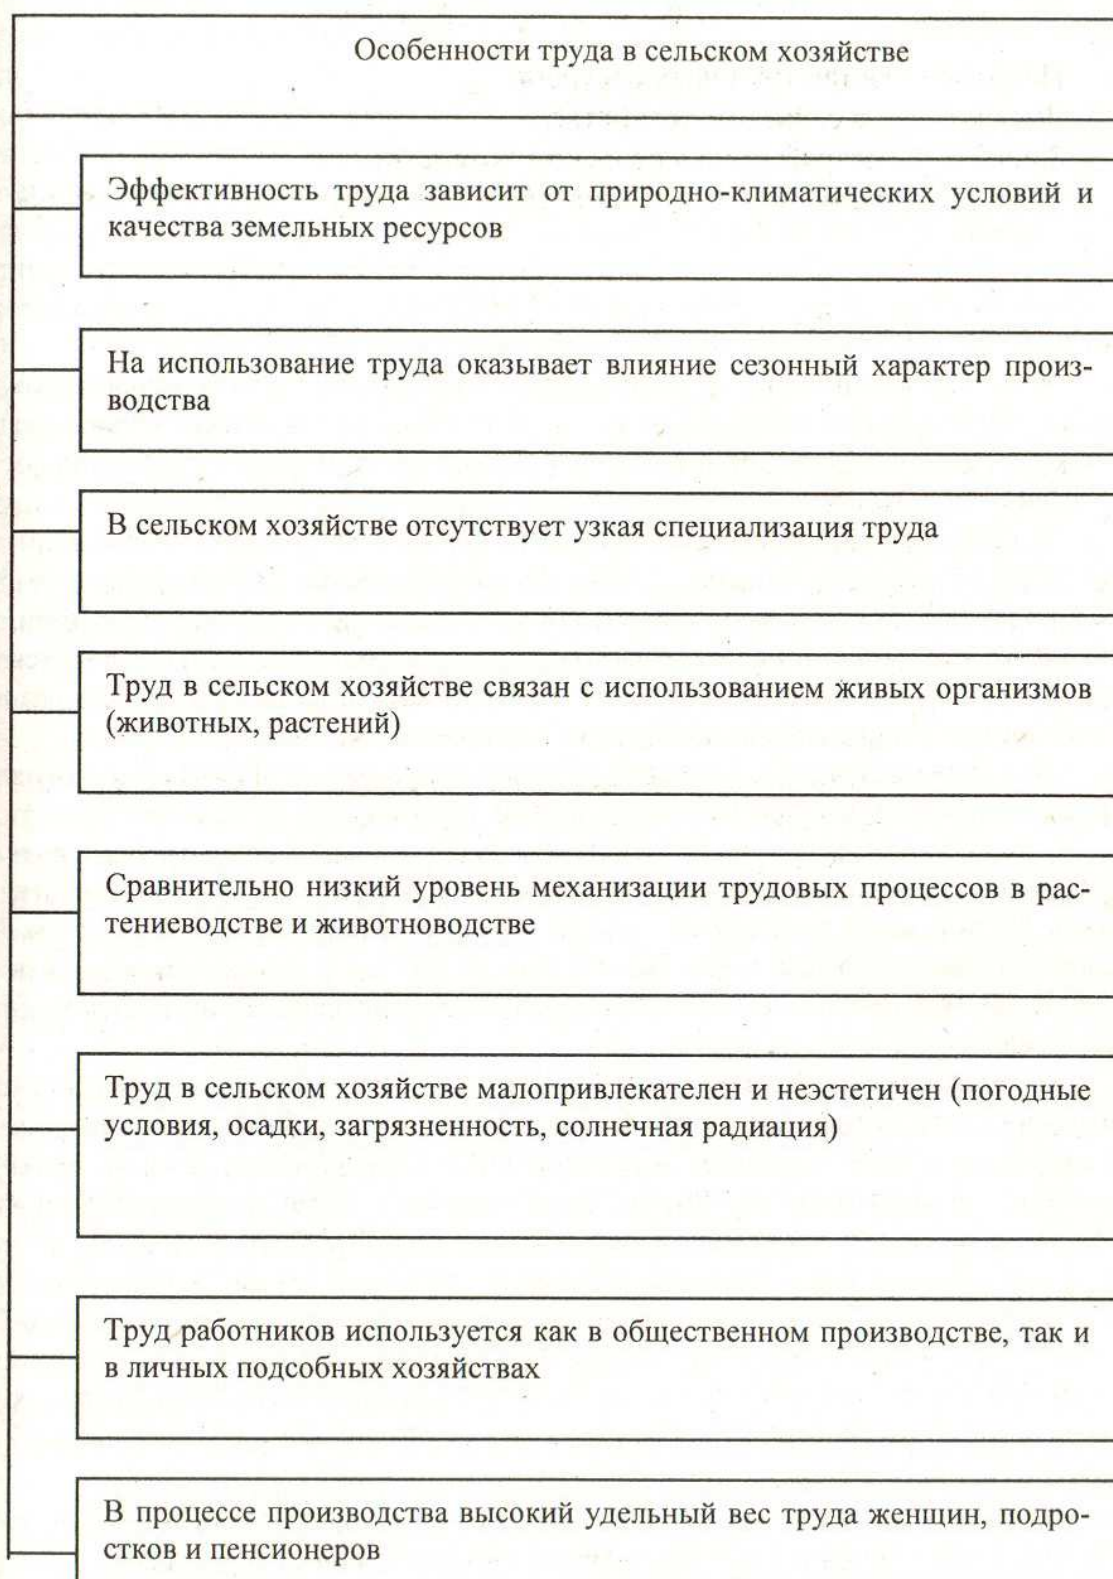 Особенности труда в сельском хозяйстве
Эффективность труда зависит от природно-климатических условий и
качества земельных ресурсов
На использование труда оказывает влияние сезонный характер произ-
водства
В сельском хозяйстве отсутствует узкая специализация труда
Труд в сельском хозяйстве связан с использованием живых организмов
(животных, растений)
Сравнительно низкий уровень механизации трудовых процессов в рас-
тениеводстве и животноводстве
Труд в сельском хозяйстве малопривлекателен и неэстетичен (погодные
условия, осадки, загрязненность, солнечная радиация)
Труд работников используется как в общественном производстве, так и
в личных подсобных хозяйствах
В процессе производства высокий удельный вес труда женщин, подро-
стков и пенсионеров